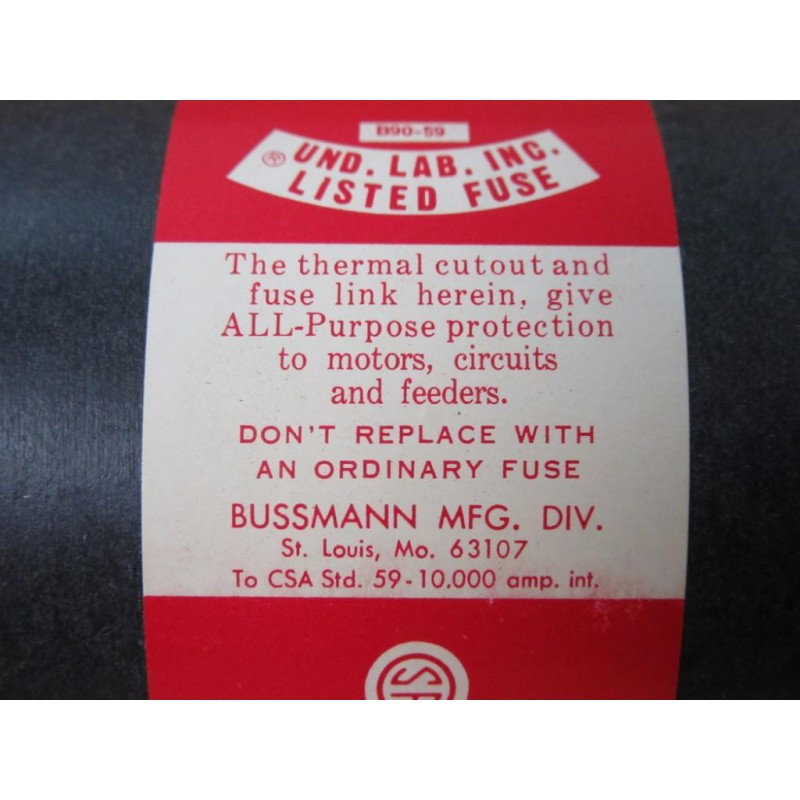 B90-59
® UND. LAB. INC.
LISTED FUSE
The thermal cutout and
fuse link herein, give
ALL-Purpose protection
to motors, circuits
and feeders.
DON'T REPLACE WITH
AN ORDINARY FUSE
BUSSMANN MFG. DIV.
St. Louis, Mo. 63107
To CSA Std. 59-10,000 amp. int.